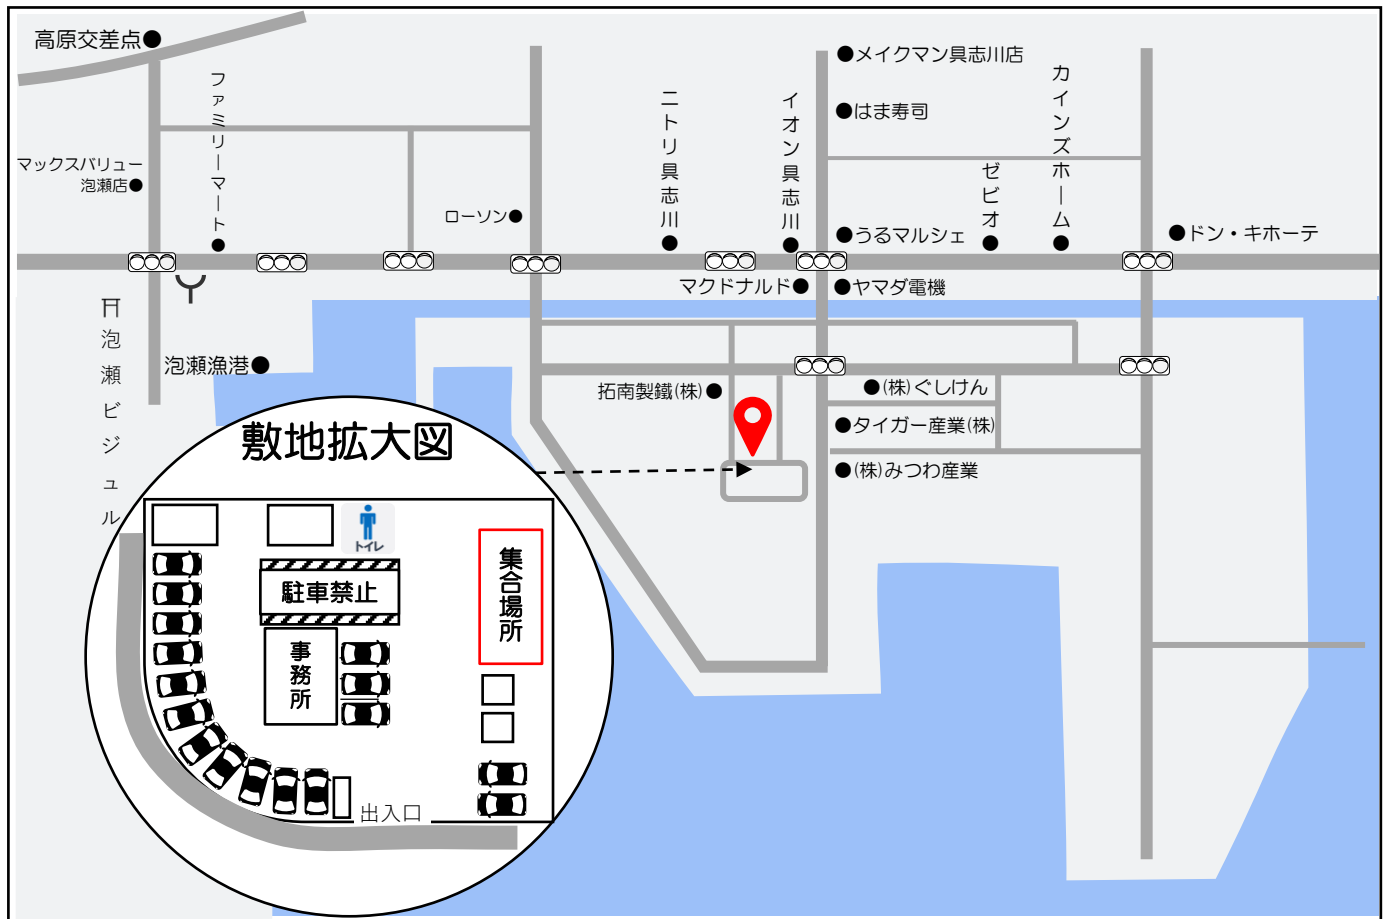 高原交差点
メイクマン具志川店
ファミリーマート
ニトリ具志川
イオン具志川
はま寿司
カインズホーム
マックスバリュー
泡瀬店
ローソン
ゼビオ
うるマルシェ
ドン・キホーテ
マクドナルド
ヤマダ電機
泡瀬ビジュル
泡瀬漁港
拓南製鐵(株)
(株)ぐしけん
タイガー産業(株)
(株)みつわ産業
敷地拡大図
トイレ
集合場所
駐車禁止
事務所
出入口